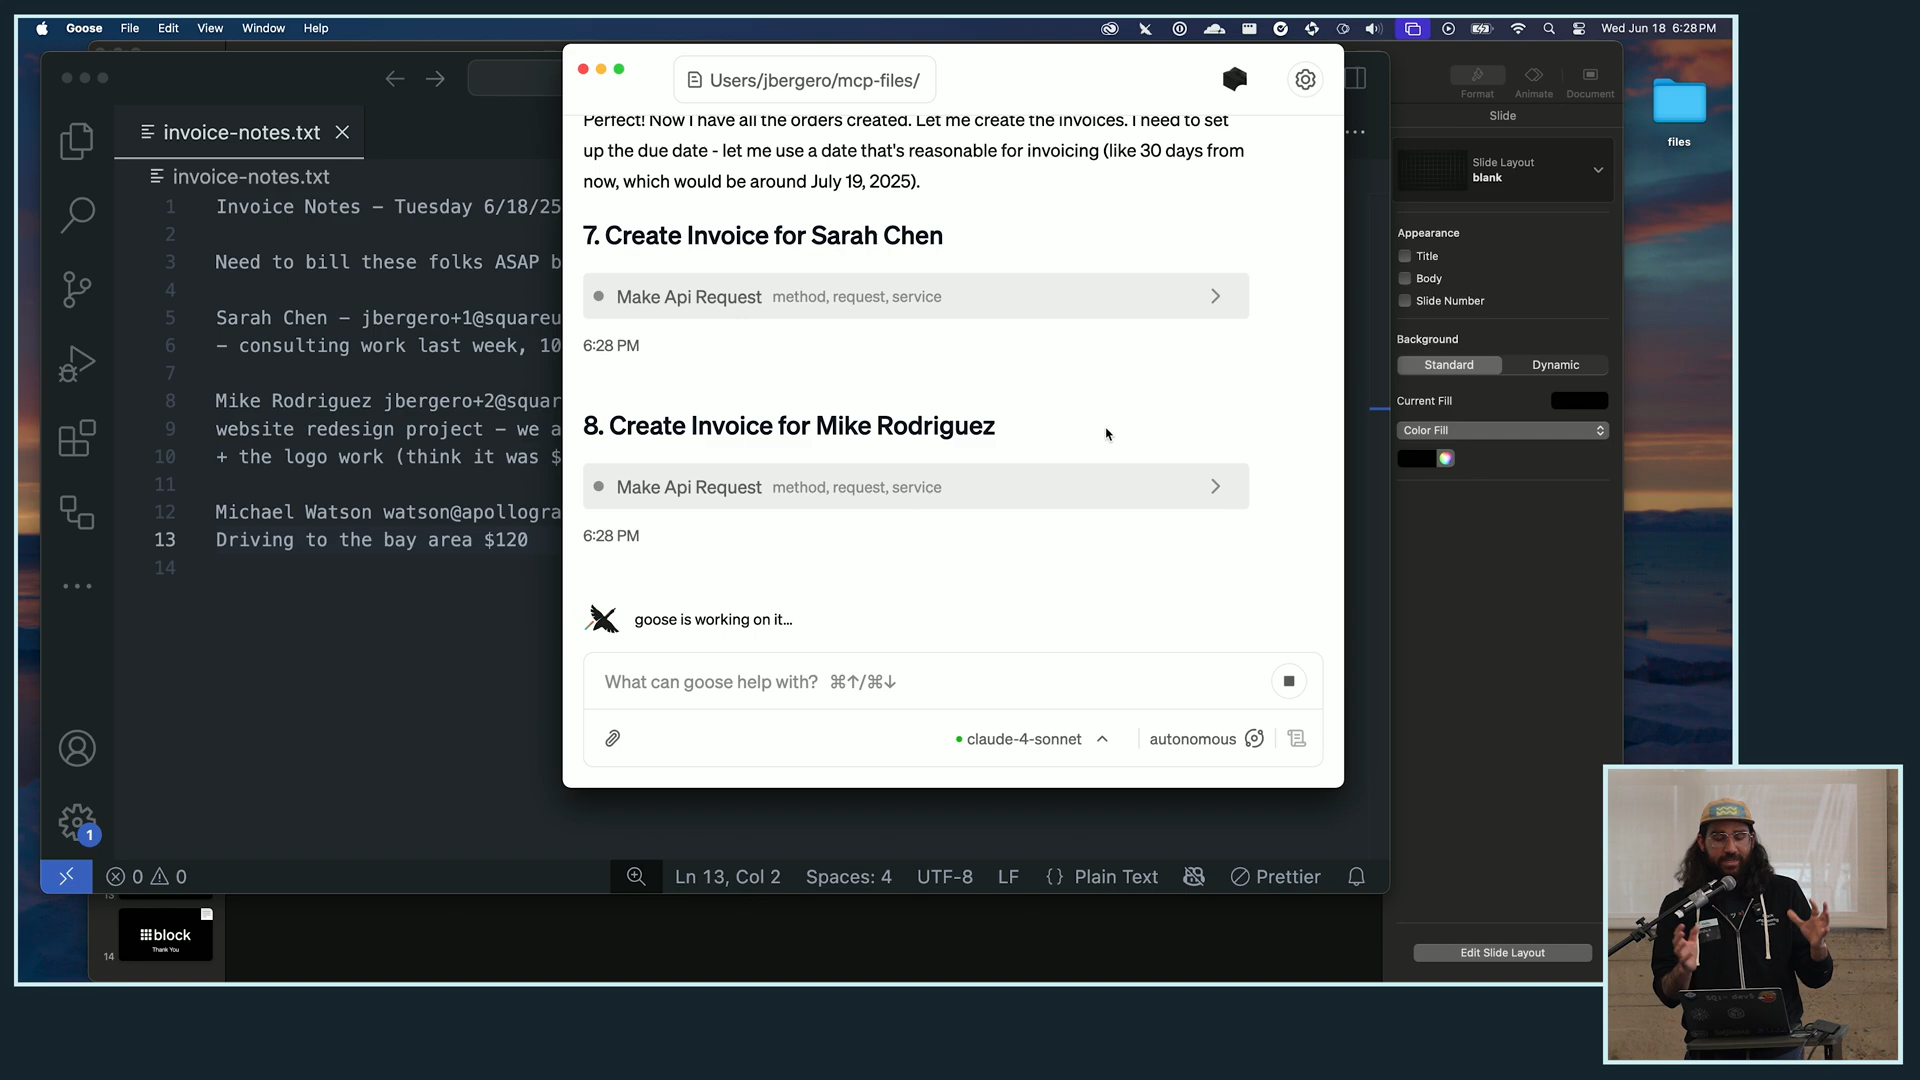 Goose File Edit View Window Help
Wed Jun 18 6:28 PM
Users/jbergero/mcp-files/
invoice-notes.txt
invoice-notes.txt
1 Invoice Notes – Tuesday 6/18/25
2
3 Need to bill these folks ASAP b
4
5 Sarah Chen – jbergero+1@squareu
6 – consulting work last week, 10
7
8 Mike Rodriguez jbergero+2@squar
9 website redesign project – we a
10 + the logo work (think it was $
11
12 Michael Watson watson@apollogra
13 Driving to the bay area $120
14
Perfect! Now I have all the orders created. Let me create the invoices. I need to set
up the due date - let me use a date that's reasonable for invoicing (like 30 days from
now, which would be around July 19, 2025).
7. Create Invoice for Sarah Chen
Make Api Request method, request, service
6:28 PM
8. Create Invoice for Mike Rodriguez
Make Api Request method, request, service
6:28 PM
goose is working on it...
What can goose help with? ⌘↑/⌘↓
claude-4-sonnet autonomous
1
0 0 Ln 13, Col 2 Spaces: 4 UTF-8 LF {} Plain Text Prettier
13
block
Thank You
14
Format Animate Document
Slide
Slide Layout
blank
Appearance
Title
Body
Slide Number
Background
Standard Dynamic
Current Fill
Color Fill
Edit Slide Layout
files